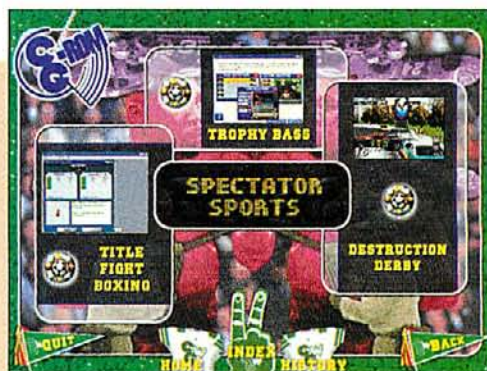 CG-ROM
TROPHY BASS
SPECTATOR
SPORTS
TITLE
FIGHT
BOXING
DESTRUCTION
DERBY
QUIT
HOME
INDEX
HISTORY
BACK